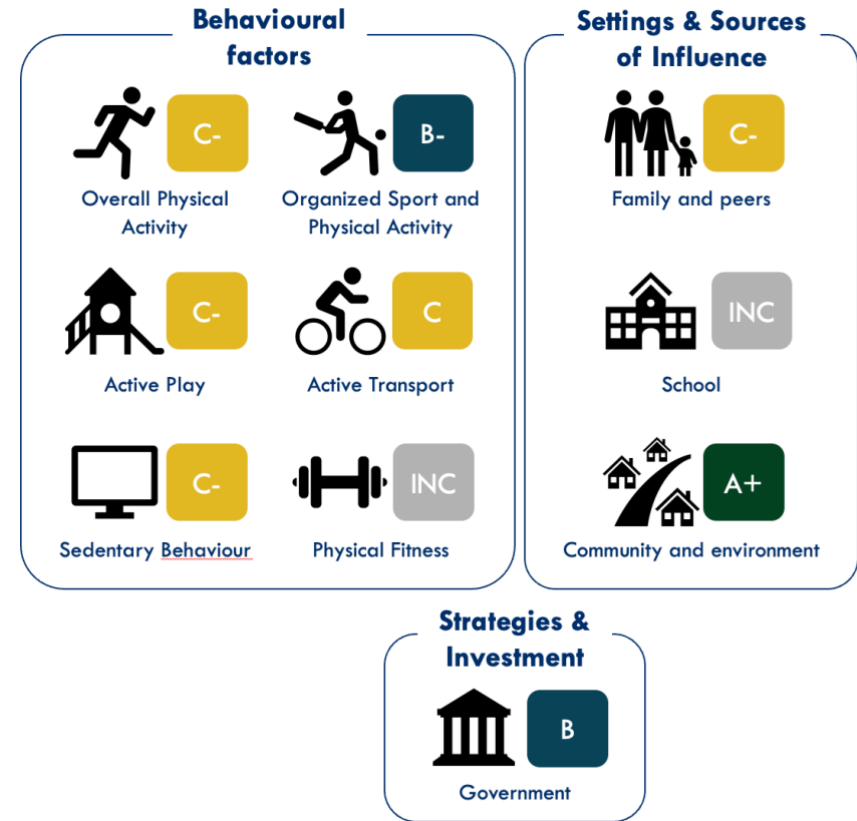 Behavioural
factors
C-
B-
Overall Physical
Activity
Organized Sport and
Physical Activity
C-
C
Active Play
Active Transport
C-
INC
Sedentary Behaviour
Physical Fitness
Settings & Sources
of Influence
C-
Family and peers
INC
School
A+
Community and environment
Strategies &
Investment
B
Government